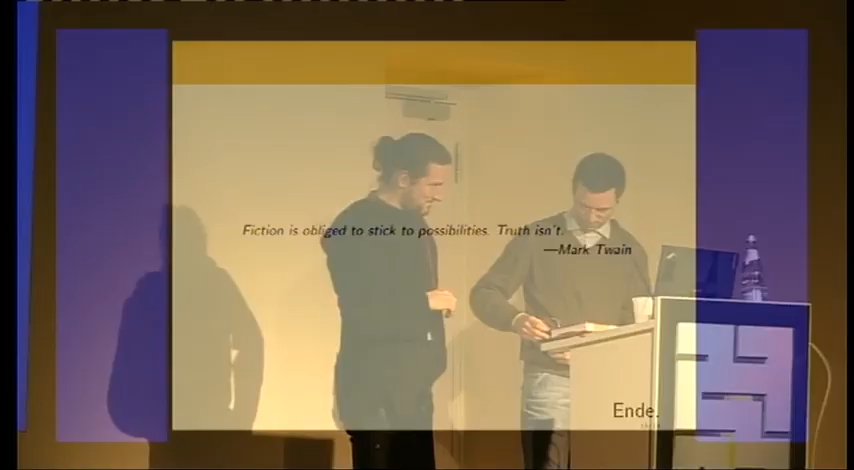 Fiction is obliged to stick to possibilities. Truth isn't.
—Mark Twain
Ende.